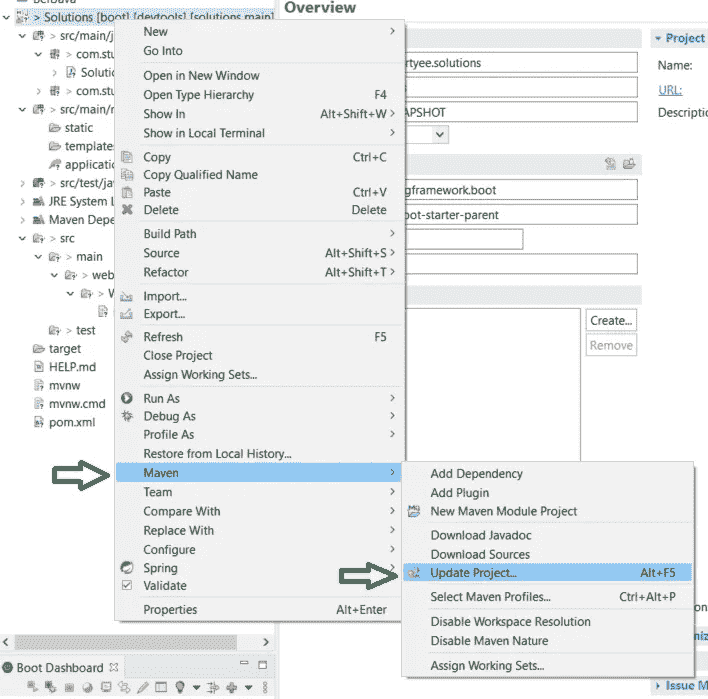 Overview
> Solutions [boot] [devtools] [solutions main]
> src/main/j
> com.stu
Solutio
> com.stu
> src/main/r
static
template
applicatio
> src/test/jav
JRE System L
Maven Depe
> src
> main
> web
> W
> test
target
HELP.md
mvnw
mvnw.cmd
pom.xml
Boot Dashboard
New
Go Into
Open in New Window
Open Type Hierarchy F4
Show In Alt+Shift+W
Show in Local Terminal
Copy Ctrl+C
Copy Qualified Name
Paste Ctrl+V
Delete Delete
Build Path
Source Alt+Shift+S
Refactor Alt+Shift+T
Import...
Export...
Refresh F5
Close Project
Assign Working Sets...
Run As
Debug As
Profile As
Restore from Local History...
Maven
Team
Compare With
Replace With
Configure
Spring
Validate
Properties Alt+Enter
Add Dependency
Add Plugin
New Maven Module Project
Download Javadoc
Download Sources
Update Project... Alt+F5
Select Maven Profiles... Ctrl+Alt+P
Disable Workspace Resolution
Disable Maven Nature
Assign Working Sets...
rtyee.solutions
APSHOT
gframework.boot
oot-starter-parent
Create...
Remove
Project
Name:
URL:
Descriptio
on
niz
Issue M